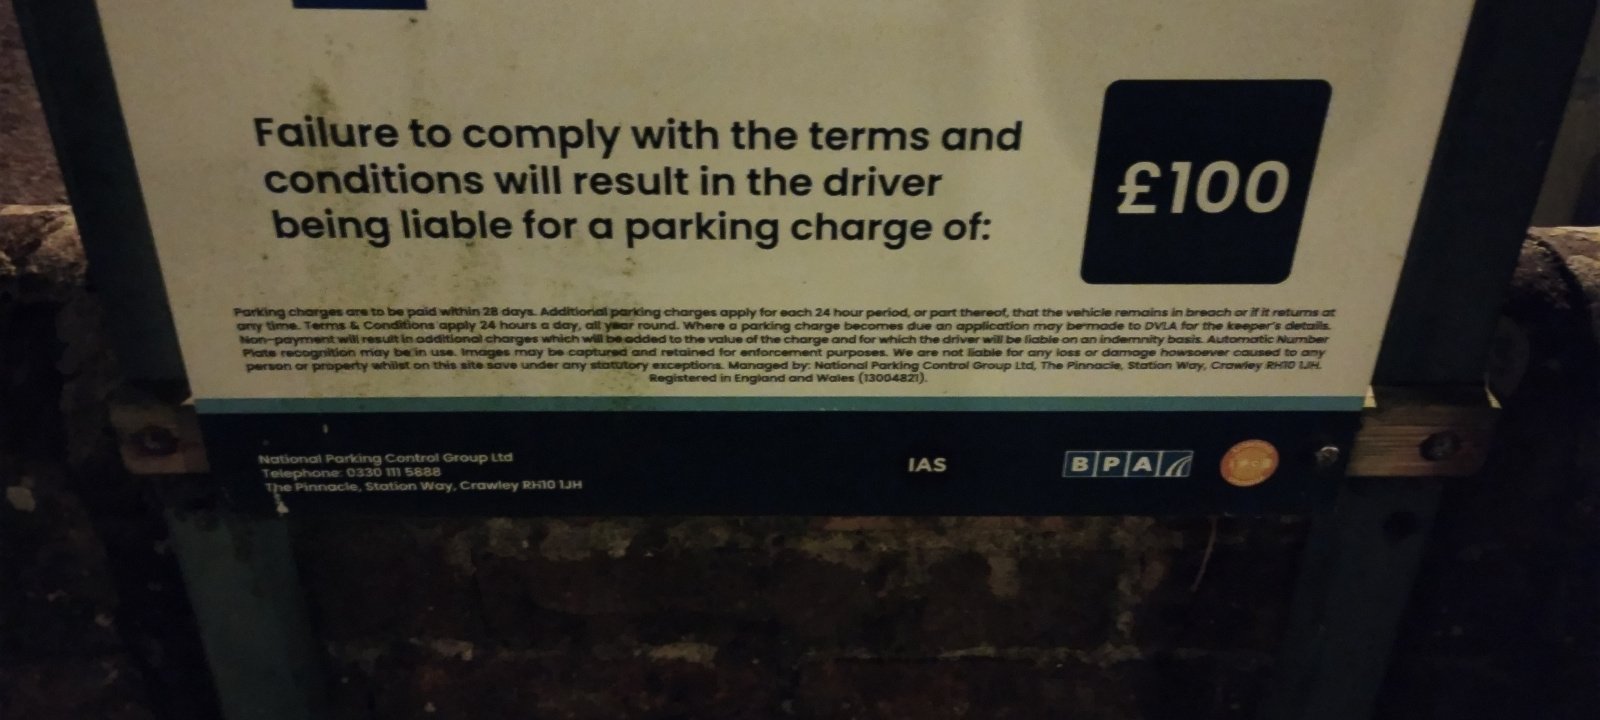 Failure to comply with the terms and
conditions will result in the driver
being liable for a parking charge of:
£100
Parking charges are to be paid within 28 days. Additional parking charges apply for each 24 hour period, or part thereof, that the vehicle remains in breach or if it returns at
any time. Terms & Conditions apply 24 hours a day, all year round. Where a parking charge becomes due an application may be made to DVLA for the keeper's details.
Non-payment will result in additional charges which will be added to the value of the charge and for which the driver will be liable on an indemnity basis. Automatic Number
Plate recognition may be in use. Images may be captured and retained for enforcement purposes. We are not liable for any loss or damage howsoever caused to any
person or property whilst on this site save under any statutory exceptions. Managed by: National Parking Control Group Ltd, The Pinnacle, Station Way, Crawley RH10 1JH.
Registered in England and Wales (13004821).
National Parking Control Group Ltd
Telephone: 0330 111 5888
The Pinnacle, Station Way, Crawley RH10 1JH
IAS
BPA